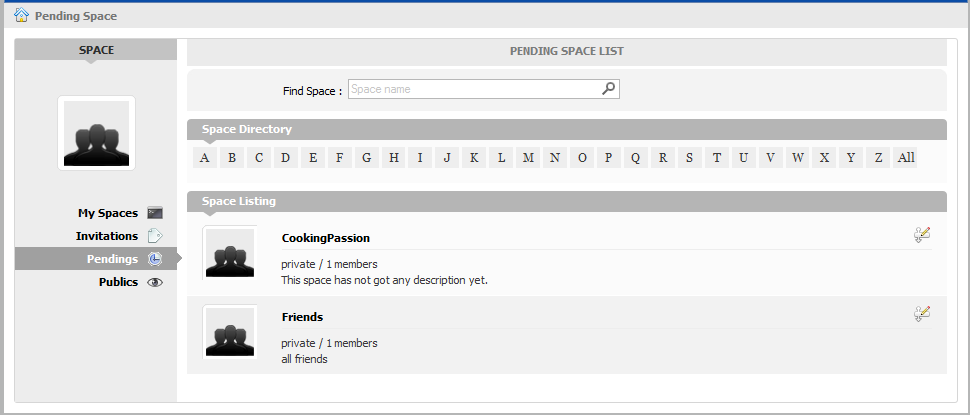 Pending Space
SPACE
My Spaces
Invitations
Pendings
Publics
PENDING SPACE LIST
Find Space :
Space name
Space Directory
A B C D E F G H I J K L M N O P Q R S T U V W X Y Z All
Space Listing
CookingPassion
private / 1 members
This space has not got any description yet.
Friends
private / 1 members
all friends